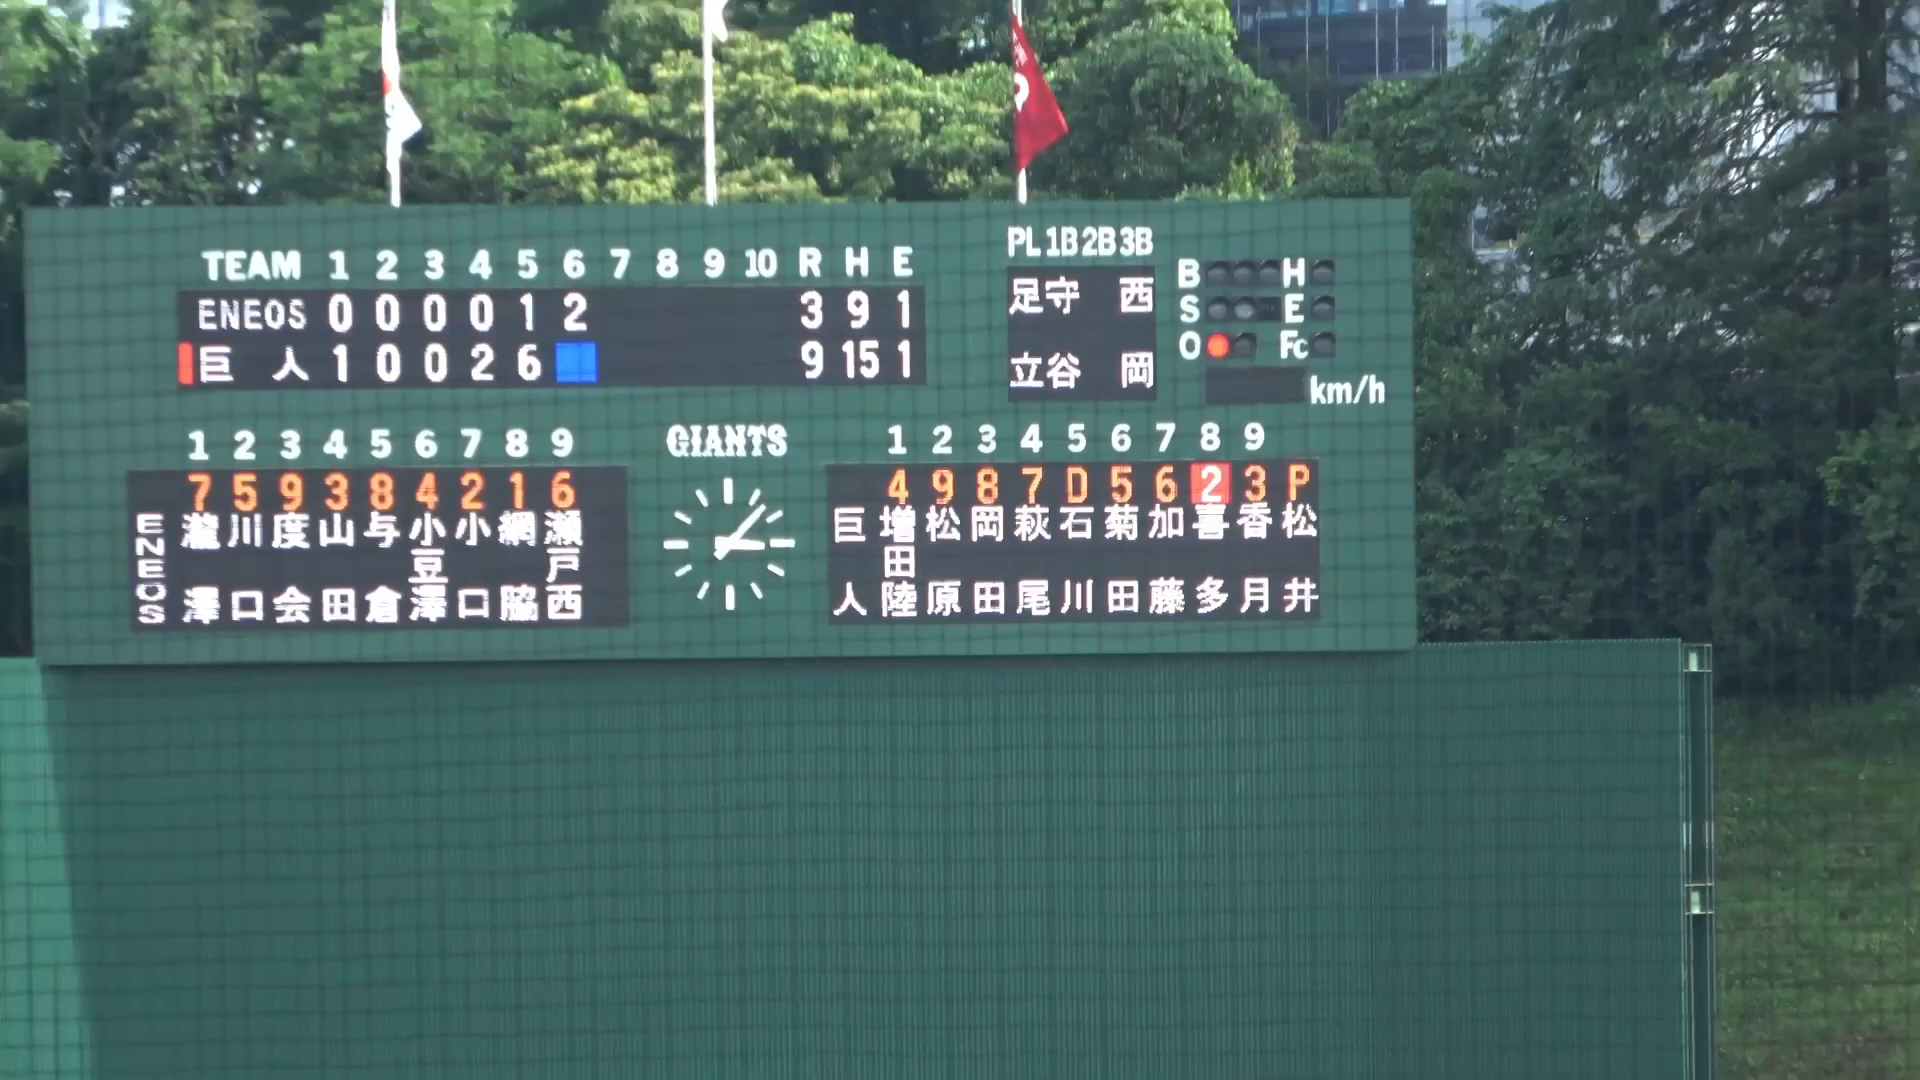 TEAM 1 2 3 4 5 6 7 8 9 10 R H E
ENEOS 0 0 0 0 1 2 3 9 1
巨人 1 0 0 2 6 9 15 1
PL 1B 2B 3B
足立 守谷 西岡
B H
S E
O Fc
km/h
1 2 3 4 5 6 7 8 9
7 5 9 3 8 4 2 1 6
ENEOS 瀧澤 川口 度会 山田 与倉 小豆澤 小口 網脇 瀬戸西
GIANTS
1 2 3 4 5 6 7 8 9
4 9 8 7 D 5 6 2 3 P
巨人 増田陸 松原 岡田 萩尾 石川 菊田 加藤 喜多 香月 松井